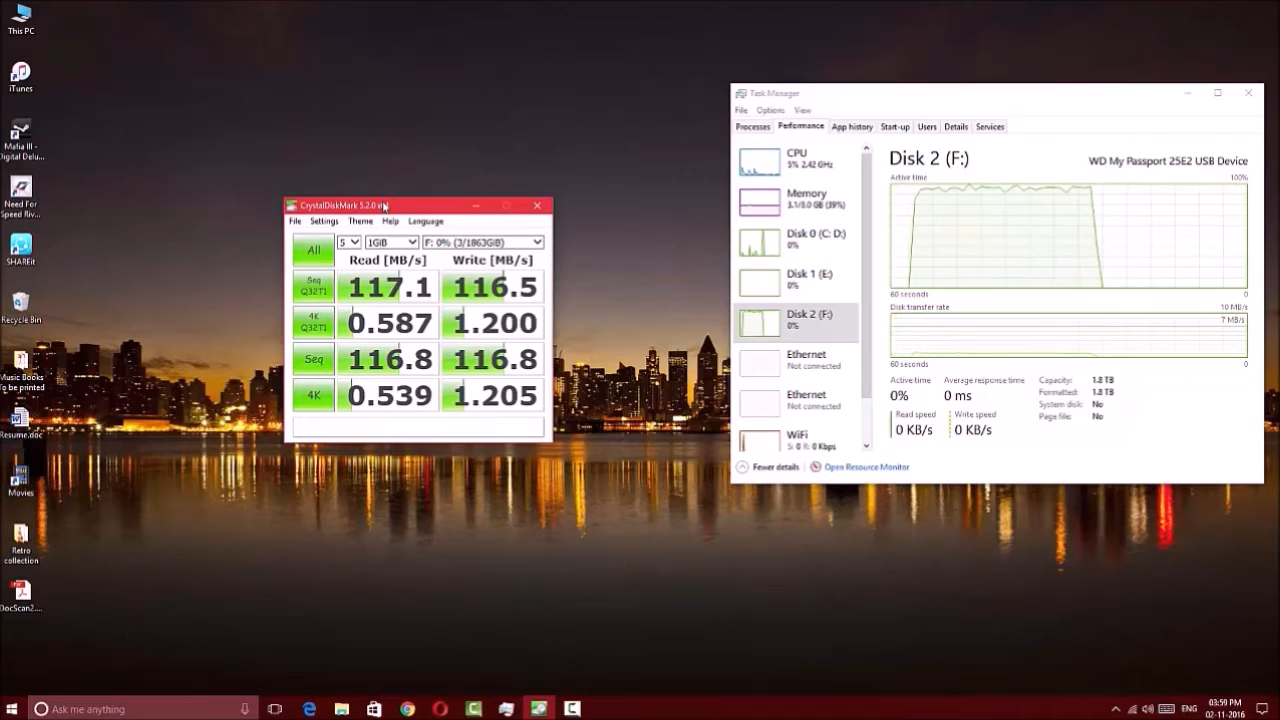 This PC
iTunes
Mafia III -
Digital Delu...
Need For
Speed Riv...
SHAREit
Recycle Bin
Music Books
To be printed
Resume.doc
Movies
Retro
collection
DocScan2....
CrystalDiskMark 5.2.0
File Settings Theme Help Language
All 5 1GiB F: 0% (3/1863GiB)
Read [MB/s] Write [MB/s]
Seq
Q32T1 117.1 116.5
4K
Q32T1 0.587 1.200
Seq 116.8 116.8
4K 0.539 1.205
Task Manager
File Options View
Processes Performance App history Start-up Users Details Services
CPU
5% 2.42 GHz
Memory
3.1/8.0 GB (39%)
Disk 0 (C: D:)
0%
Disk 1 (E:)
0%
Disk 2 (F:)
0%
Ethernet
Not connected
Ethernet
Not connected
WiFi
S: 0 R: 0 Kbps
Disk 2 (F:) WD My Passport 25E2 USB Device
Active time 100%
60 seconds 0
Disk transfer rate 10 MB/s
7 MB/s
60 seconds 0
Active time Average response time
0% 0 ms
Read speed Write speed
0 KB/s 0 KB/s
Capacity: 1.8 TB
Formatted: 1.8 TB
System disk: No
Page file: No
Fewer details Open Resource Monitor
Ask me anything
ENG
03:59 PM
02-11-2016